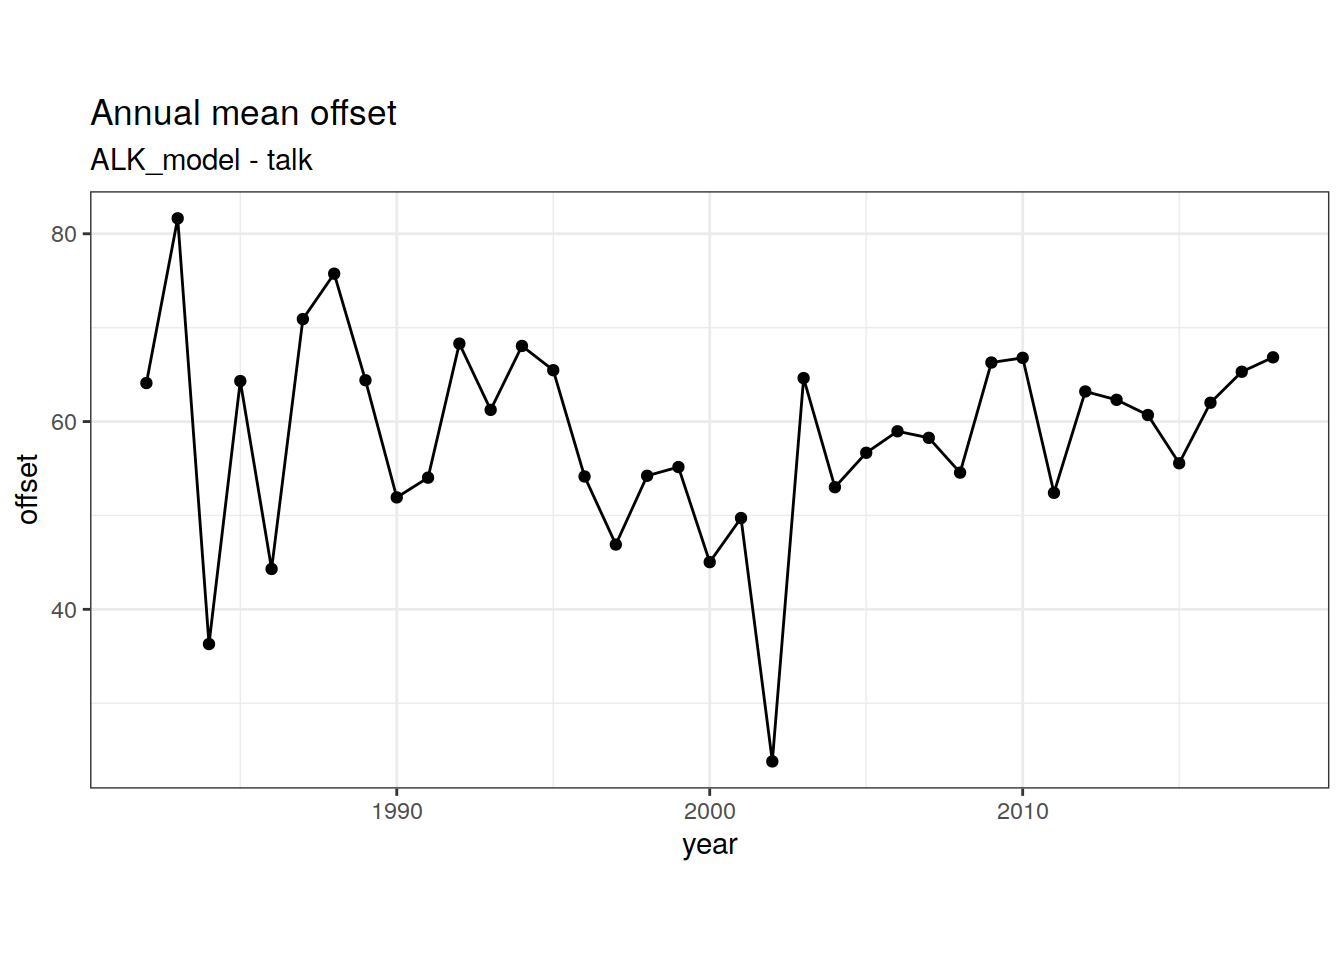 Annual mean offset
ALK_model - talk
80
60
40
offset
1990 2000 2010
year